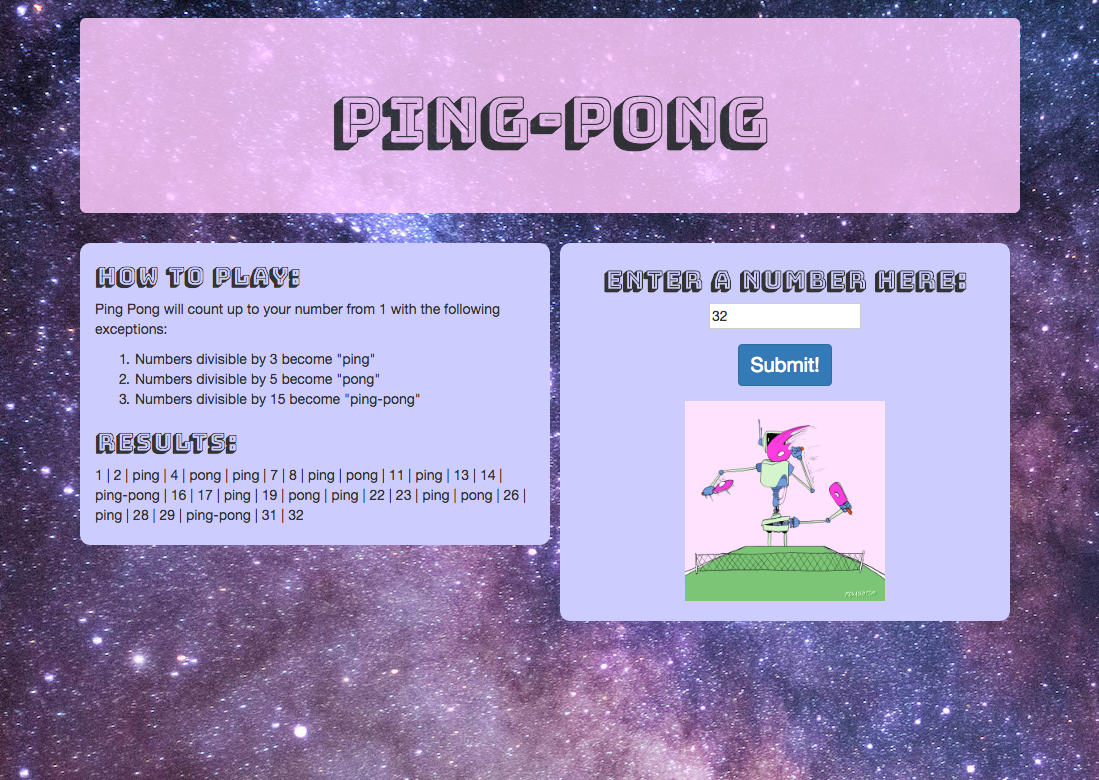 PING-PONG
HOW TO PLAY:
Ping Pong will count up to your number from 1 with the following
exceptions:
1. Numbers divisible by 3 become "ping"
2. Numbers divisible by 5 become "pong"
3. Numbers divisible by 15 become "ping-pong"
RESULTS:
1 | 2 | ping | 4 | pong | ping | 7 | 8 | ping | pong | 11 | ping | 13 | 14 |
ping-pong | 16 | 17 | ping | 19 | pong | ping | 22 | 23 | ping | pong | 26 |
ping | 28 | 29 | ping-pong | 31 | 32
ENTER A NUMBER HERE:
32
Submit!